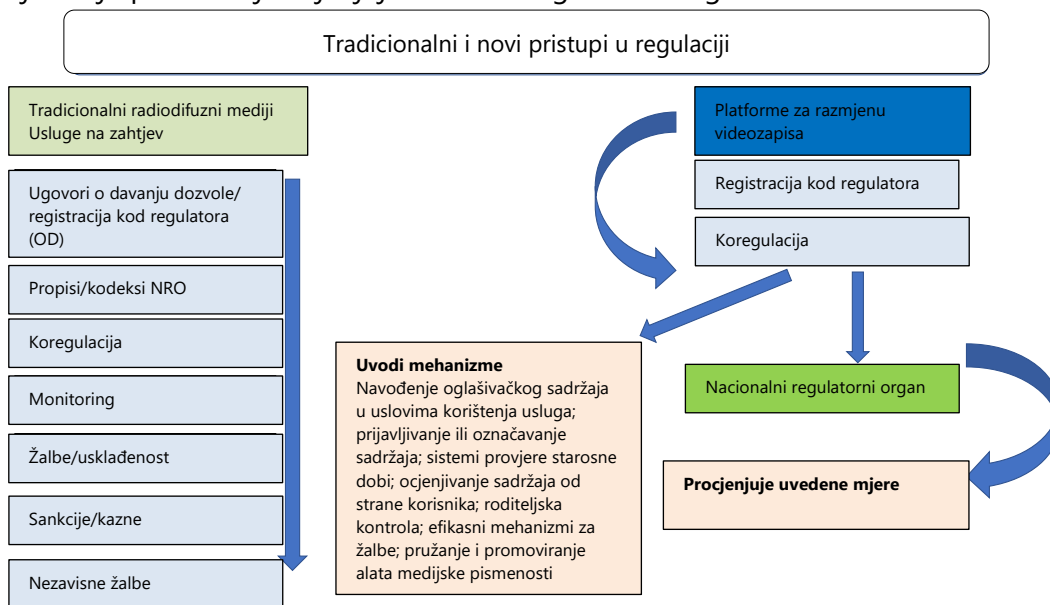 Tradicionalni i novi pristupi u regulaciji
Tradicionalni radiodifuzni mediji
Usluge na zahtjev
Ugovori o davanju dozvole/
registracija kod regulatora
(OD)
Propisi/kodeksi NRO
Koregulacija
Monitoring
Žalbe/usklađenost
Sankcije/kazne
Nezavisne žalbe
Platforme za razmjenu
videozapisa
Registracija kod regulatora
Koregulacija
Uvodi mehanizme
Navođenje oglašivačkog sadržaja
u uslovima korištenja usluga;
prijavljivanje ili označavanje
sadržaja; sistemi provjere starosne
dobi; ocjenjivanje sadržaja od
strane korisnika; roditeljska
kontrola; efikasni mehanizmi za
žalbe; pružanje i promoviranje
alata medijske pismenosti
Nacionalni regulatorni organ
Procjenjuje uvedene mjere